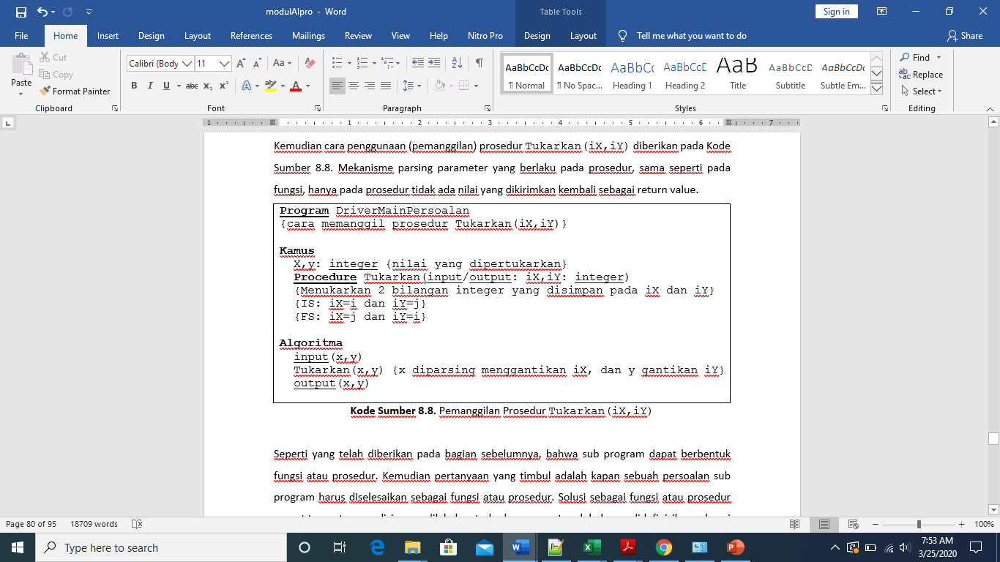 modulAlpro - Word
Table Tools
Sign in
File Home Insert Design Layout References Mailings Review View Help Nitro Pro Design Layout Tell me what you want to do Share
Paste
Cut
Copy
Format Painter
Clipboard
Calibri (Body 11
Font
Paragraph
AaBbCcDc AaBbCcDc AaBbCc AaBbCcD AaB AaBbCcD AaBbCcDc
¶ Normal ¶ No Spac... Heading 1 Heading 2 Title Subtitle Subtle Em...
Styles
Find
Replace
Select
Editing
1 1 2 3 4 5 6 7
Kemudian cara penggunaan (pemanggilan) prosedur Tukarkan(iX,iY) diberikan pada Kode
Sumber 8.8. Mekanisme parsing parameter yang berlaku pada prosedur, sama seperti pada
fungsi, hanya pada prosedur tidak ada nilai yang dikirimkan kembali sebagai return value.
Program DriverMainPersoalan
{cara memanggil prosedur Tukarkan(iX,iY)}
Kamus
X,y: integer {nilai yang dipertukarkan}
Procedure Tukarkan(input/output: iX,iY: integer)
{Menukarkan 2 bilangan integer yang disimpan pada iX dan iY}
{IS: iX=i dan iY=j}
{FS: iX=j dan iY=i}
Algoritma
input(x,y)
Tukarkan(x,y) {x diparsing menggantikan iX, dan y gantikan iY}
output(x,y)
Kode Sumber 8.8. Pemanggilan Prosedur Tukarkan(iX,iY)
Seperti yang telah diberikan pada bagian sebelumnya, bahwa sub program dapat berbentuk
fungsi atau prosedur. Kemudian pertanyaan yang timbul adalah kapan sebuah persoalan sub
program harus diselesaikan sebagai fungsi atau prosedur. Solusi sebagai fungsi atau prosedur
Page 80 of 95 18709 words 100%
Type here to search
7:53 AM
3/25/2020